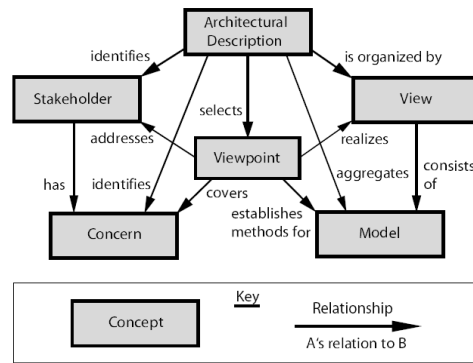 Architectural
Description
identifies
is organized by
Stakeholder
View
selects
addresses
Viewpoint
realizes
has
identifies
covers
aggregates
consists
of
establishes
methods for
Concern
Model
Key
Relationship
Concept
A's relation to B